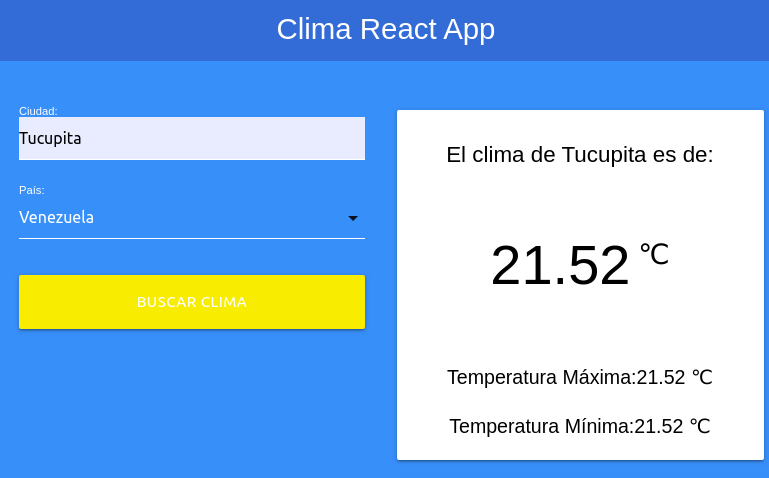 Clima React App
Ciudad:
Tucupita
País:
Venezuela
BUSCAR CLIMA
El clima de Tucupita es de:
21.52 ℃
Temperatura Máxima:21.52 ℃
Temperatura Mínima:21.52 ℃